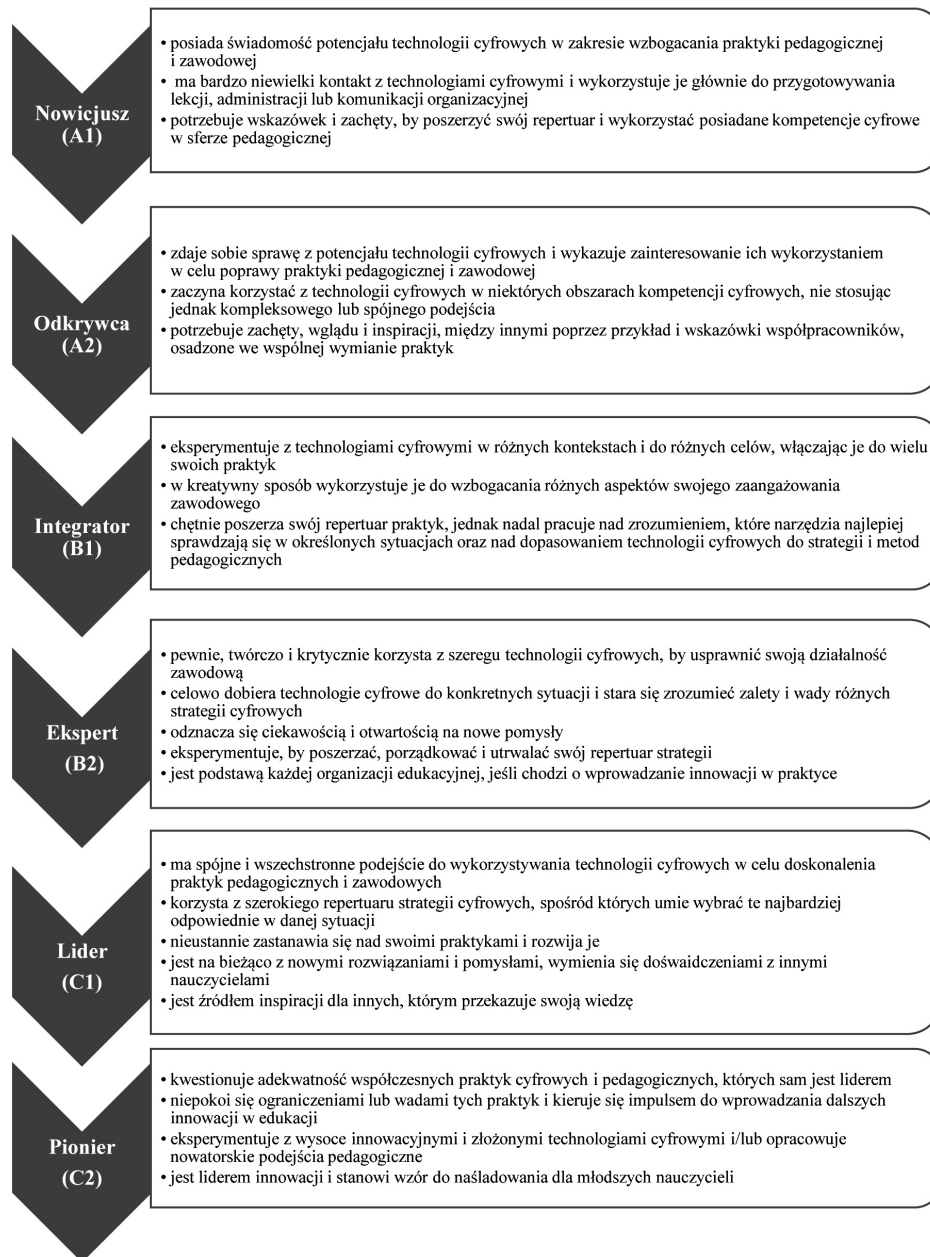 Nowicjusz
(A1)
• posiada świadomość potencjału technologii cyfrowych w zakresie wzbogacania praktyki pedagogicznej
i zawodowej
• ma bardzo niewielki kontakt z technologiami cyfrowymi i wykorzystuje je głównie do przygotowywania
lekcji, administracji lub komunikacji organizacyjnej
• potrzebuje wskazówek i zachęty, by poszerzyć swój repertuar i wykorzystać posiadane kompetencje cyfrowe
w sferze pedagogicznej
Odkrywca
(A2)
• zdaje sobie sprawę z potencjału technologii cyfrowych i wykazuje zainteresowanie ich wykorzystaniem
w celu poprawy praktyki pedagogicznej i zawodowej
• zaczyna korzystać z technologii cyfrowych w niektórych obszarach kompetencji cyfrowych, nie stosując
jednak kompleksowego lub spójnego podejścia
• potrzebuje zachęty, wglądu i inspiracji, między innymi poprzez przykład i wskazówki współpracowników,
osadzone we wspólnej wymianie praktyk
Integrator
(B1)
• eksperymentuje z technologiami cyfrowymi w różnych kontekstach i do różnych celów, włączając je do wielu
swoich praktyk
• w kreatywny sposób wykorzystuje je do wzbogacania różnych aspektów swojego zaangażowania
zawodowego
• chętnie poszerza swój repertuar praktyk, jednak nadal pracuje nad zrozumieniem, które narzędzia najlepiej
sprawdzają się w określonych sytuacjach oraz nad dopasowaniem technologii cyfrowych do strategii i metod
pedagogicznych
Ekspert
(B2)
• pewnie, twórczo i krytycznie korzysta z szeregu technologii cyfrowych, by usprawnić swoją działalność
zawodową
• celowo dobiera technologie cyfrowe do konkretnych sytuacji i stara się zrozumieć zalety i wady różnych
strategii cyfrowych
• odznacza się ciekawością i otwartością na nowe pomysły
• eksperymentuje, by poszerzać, porządkować i utrwalać swój repertuar strategii
• jest podstawą każdej organizacji edukacyjnej, jeśli chodzi o wprowadzanie innowacji w praktyce
Lider
(C1)
• ma spójne i wszechstronne podejście do wykorzystywania technologii cyfrowych w celu doskonalenia
praktyk pedagogicznych i zawodowych
• korzysta z szerokiego repertuaru strategii cyfrowych, spośród których umie wybrać te najbardziej
odpowiednie w danej sytuacji
• nieustannie zastanawia się nad swoimi praktykami i rozwija je
• jest na bieżąco z nowymi rozwiązaniami i pomysłami, wymienia się dośwaidczeniami z innymi
nauczycielami
• jest źródłem inspiracji dla innych, którym przekazuje swoją wiedzę
Pionier
(C2)
• kwestionuje adekwatność współczesnych praktyk cyfrowych i pedagogicznych, których sam jest liderem
• niepokoi się ograniczeniami lub wadami tych praktyk i kieruje się impulsem do wprowadzania dalszych
innowacji w edukacji
• eksperymentuje z wysoce innowacyjnymi i złożonymi technologiami cyfrowymi i/lub opracowuje
nowatorskie podejścia pedagogiczne
• jest liderem innowacji i stanowi wzór do naśladowania dla młodszych nauczycieli